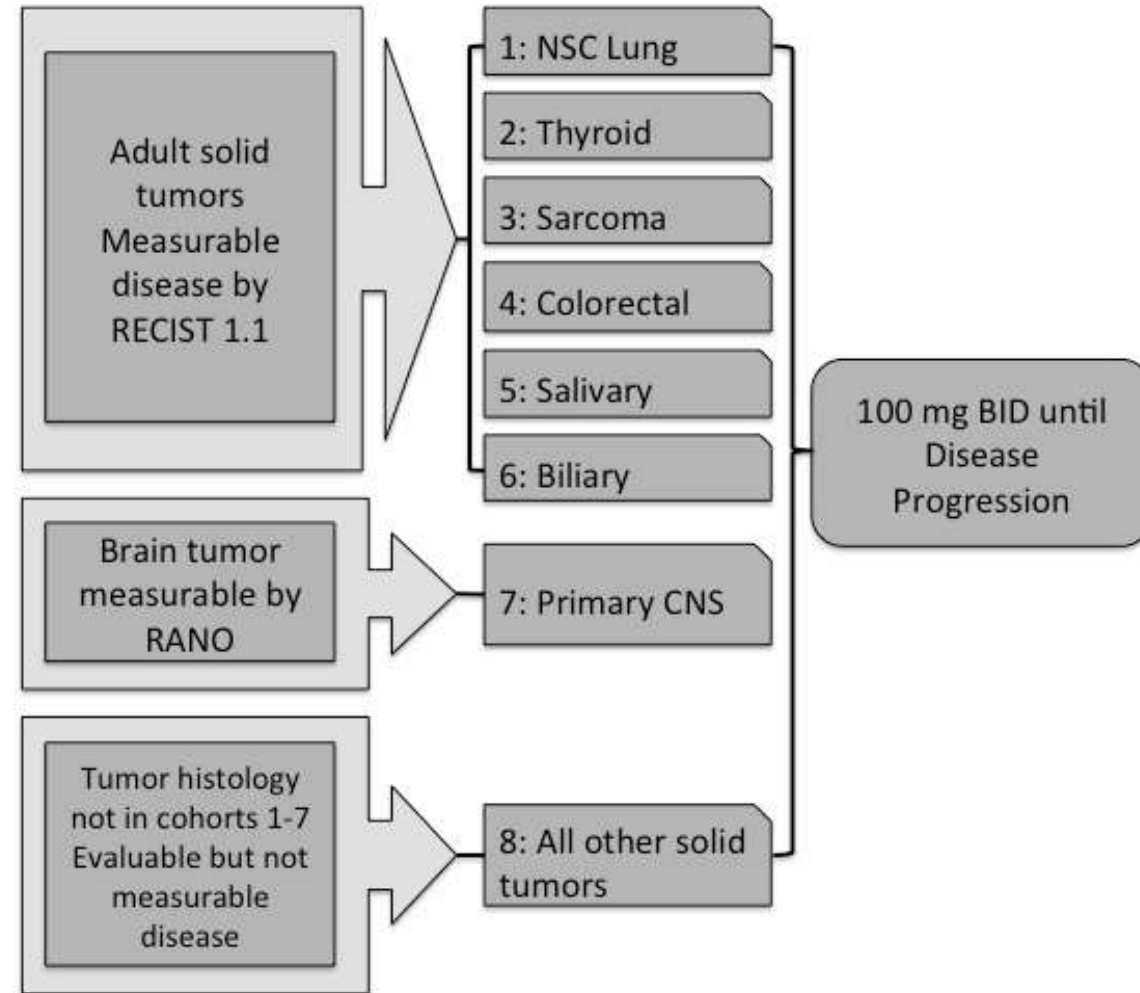 Adult solid
tumors
Measurable
disease by
RECIST 1.1
1: NSC Lung
2: Thyroid
3: Sarcoma
4: Colorectal
5: Salivary
6: Biliary
Brain tumor
measurable by
RANO
7: Primary CNS
Tumor histology
not in cohorts 1-7
Evaluable but not
measurable
disease
8: All other solid
tumors
100 mg BID until
Disease
Progression